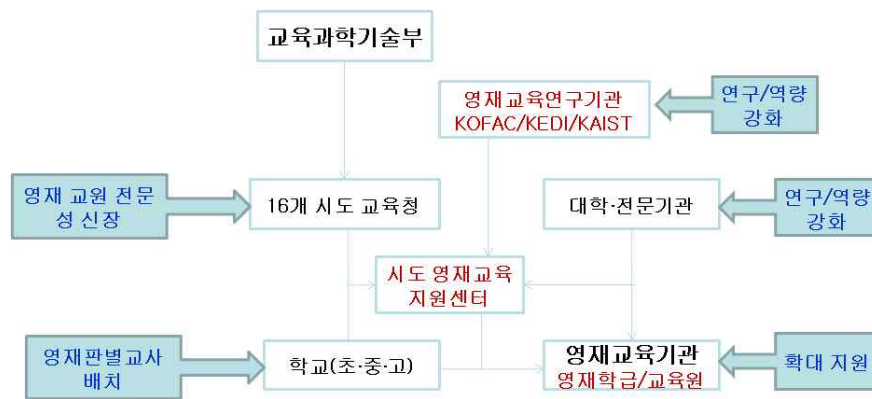 교육과학기술부
영재교육연구기관
KOFAC/KEDI/KAIST
연구/역량
강화
영재 교원 전문
성 신장
16개 시도 교육청
대학·전문기관
연구/역량
강화
시도 영재교육
지원센터
영재판별교사
배치
학교(초·중·고)
영재교육기관
영재학급/교육원
확대 지원